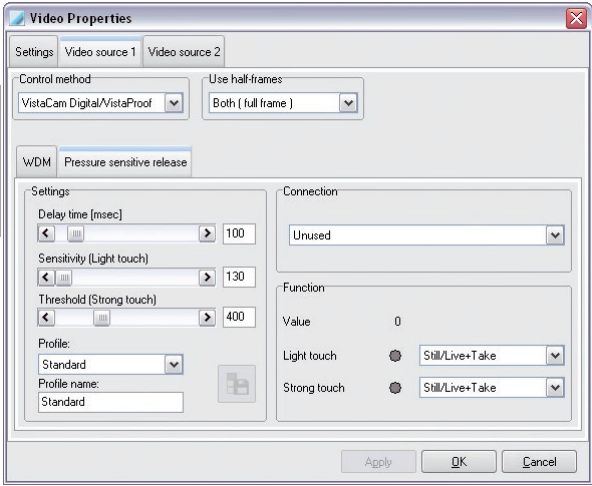 Video Properties
Settings Video source 1 Video source 2
Control method
VistaCam Digital/VistaProof
Use half-frames
Both ( full frame )
WDM Pressure sensitive release
Settings
Delay time [msec]
100
Sensitivity (Light touch)
130
Threshold (Strong touch)
400
Profile:
Standard
Profile name:
Standard
Connection
Unused
Function
Value 0
Light touch Still/Live+Take
Strong touch Still/Live+Take
Apply OK Cancel